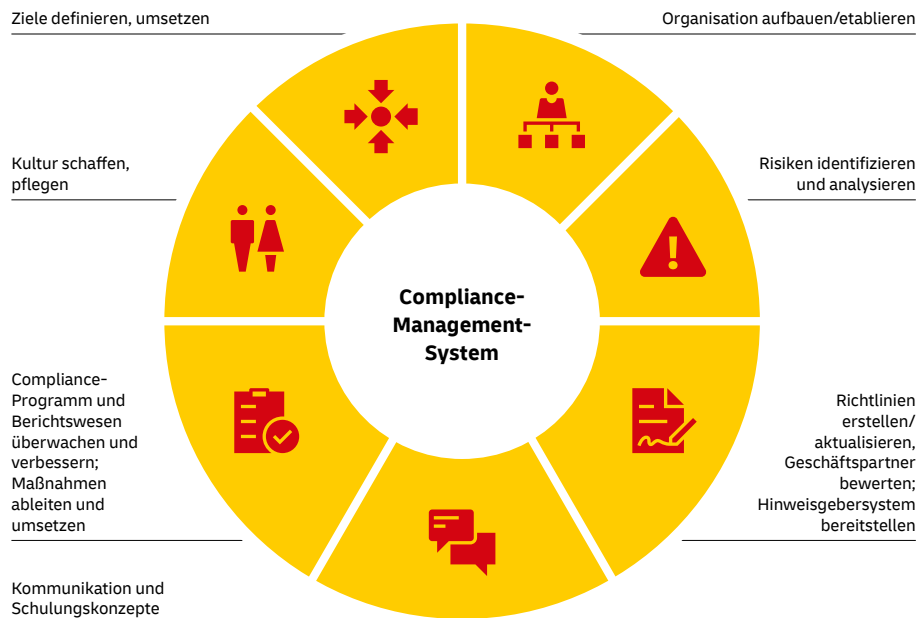 Ziele definieren, umsetzen
Organisation aufbauen/etablieren
Kultur schaffen,
pflegen
Risiken identifizieren
und analysieren
Compliance-
Management-
System
Compliance-
Programm und
Berichtswesen
überwachen und
verbessern;
Maßnahmen
ableiten und
umsetzen
Richtlinien
erstellen/
aktualisieren,
Geschäftspartner
bewerten;
Hinweisgebersystem
bereitstellen
Kommunikation und
Schulungskonzepte